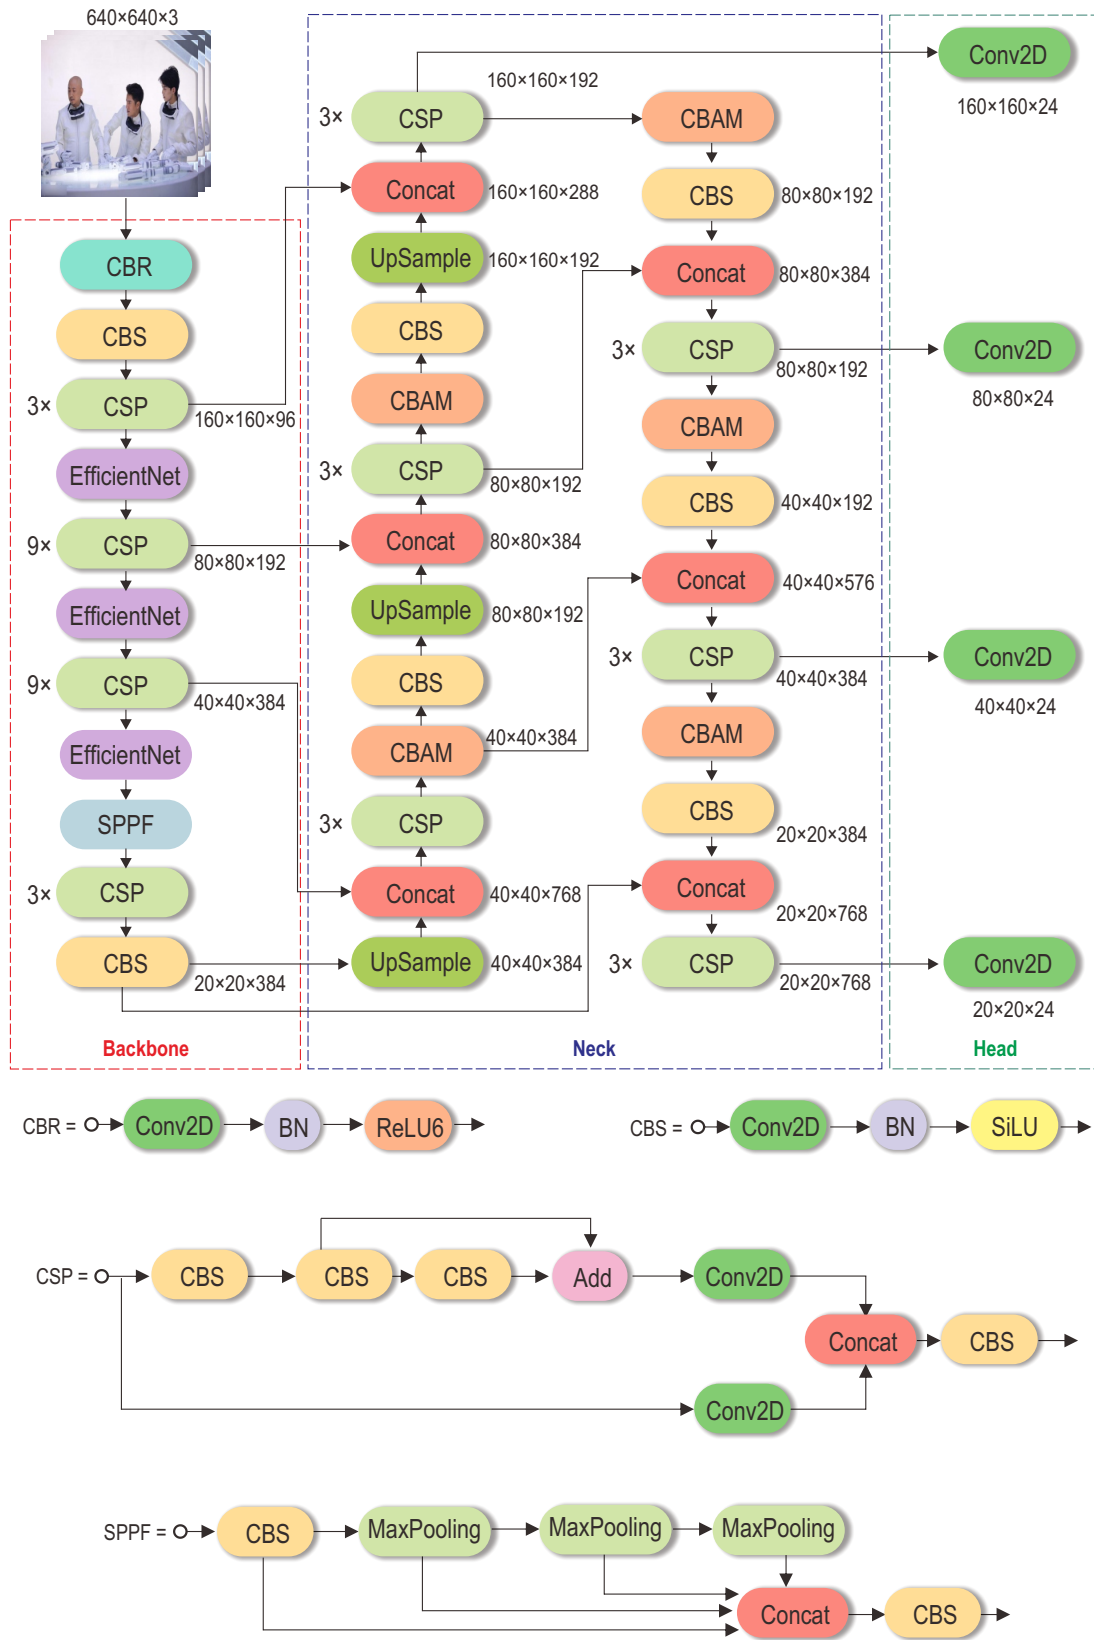 640×640×3
CBR
CBS
3× CSP
160×160×96
EfficientNet
9× CSP
80×80×192
EfficientNet
9× CSP
40×40×384
EfficientNet
SPPF
3× CSP
CBS
20×20×384
Backbone
160×160×192
3× CSP
Concat 160×160×288
UpSample 160×160×192
CBS
CBAM
3× CSP
80×80×192
Concat 80×80×384
UpSample 80×80×192
CBS
CBAM 40×40×384
3× CSP
Concat 40×40×768
UpSample 40×40×384
CBAM
CBS 80×80×192
Concat 80×80×384
3× CSP
80×80×192
CBAM
CBS 40×40×192
Concat 40×40×576
3× CSP
40×40×384
CBAM
CBS
20×20×384
Concat
20×20×768
3× CSP
20×20×768
Neck
Conv2D
160×160×24
Conv2D
80×80×24
Conv2D
40×40×24
Conv2D
20×20×24
Head
CBR = Conv2D BN ReLU6
CBS = Conv2D BN SiLU
CSP = CBS CBS CBS Add Conv2D
Concat CBS
Conv2D
SPPF = CBS MaxPooling MaxPooling MaxPooling
Concat CBS